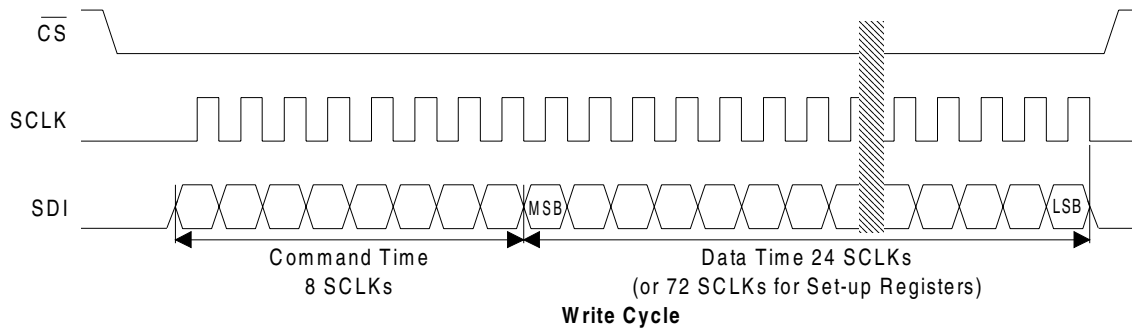 CS
SCLK
SDI
MSB
LSB
Command Time
8 SCLKs
Data Time 24 SCLKs
(or 72 SCLKs for Set-up Registers)
Write Cycle